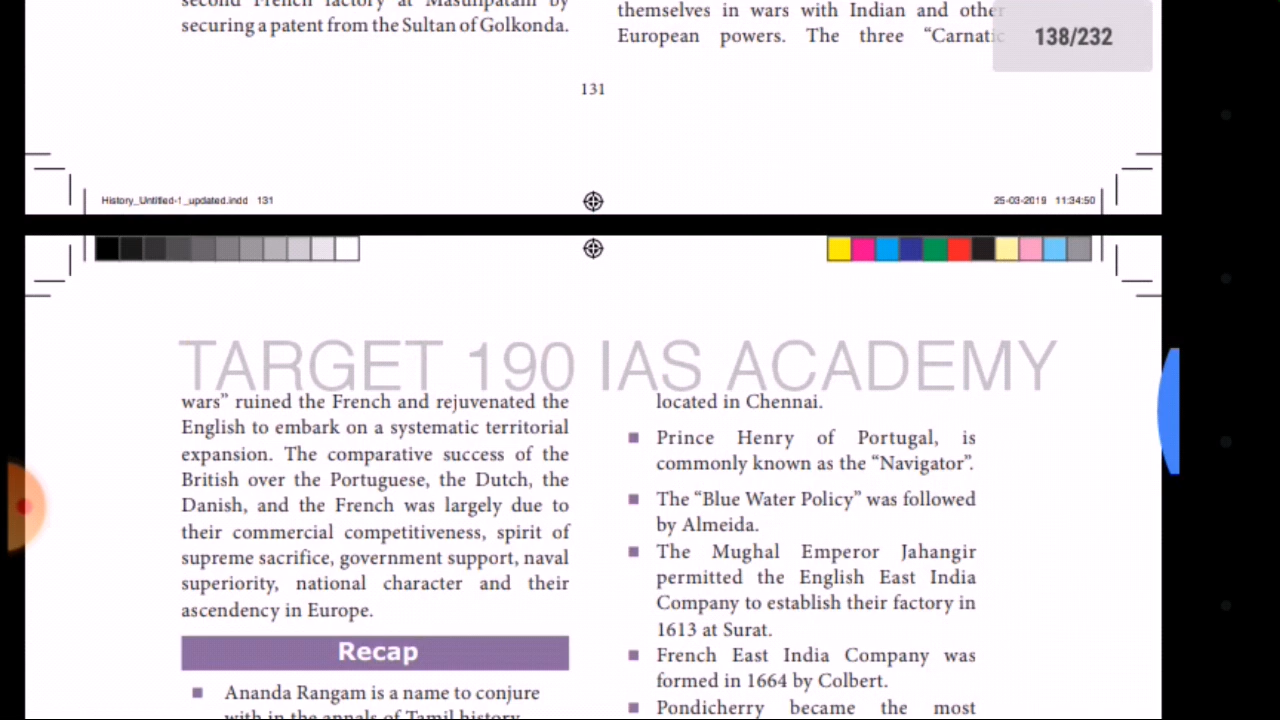 second French factory at Masulipatam by
securing a patent from the Sultan of Golkonda.
themselves in wars with Indian and other
European powers. The three “Carnatic
138/232
131
History_Untitled-1_updated.indd 131
25-03-2019 11:34:50
TARGET 190 IAS ACADEMY
wars” ruined the French and rejuvenated the
English to embark on a systematic territorial
expansion. The comparative success of the
British over the Portuguese, the Dutch, the
Danish, and the French was largely due to
their commercial competitiveness, spirit of
supreme sacrifice, government support, naval
superiority, national character and their
ascendency in Europe.
Recap
Ananda Rangam is a name to conjure
with in the annals of Tamil history
located in Chennai.
Prince Henry of Portugal, is
commonly known as the “Navigator”.
The “Blue Water Policy” was followed
by Almeida.
The Mughal Emperor Jahangir
permitted the English East India
Company to establish their factory in
1613 at Surat.
French East India Company was
formed in 1664 by Colbert.
Pondicherry became the most